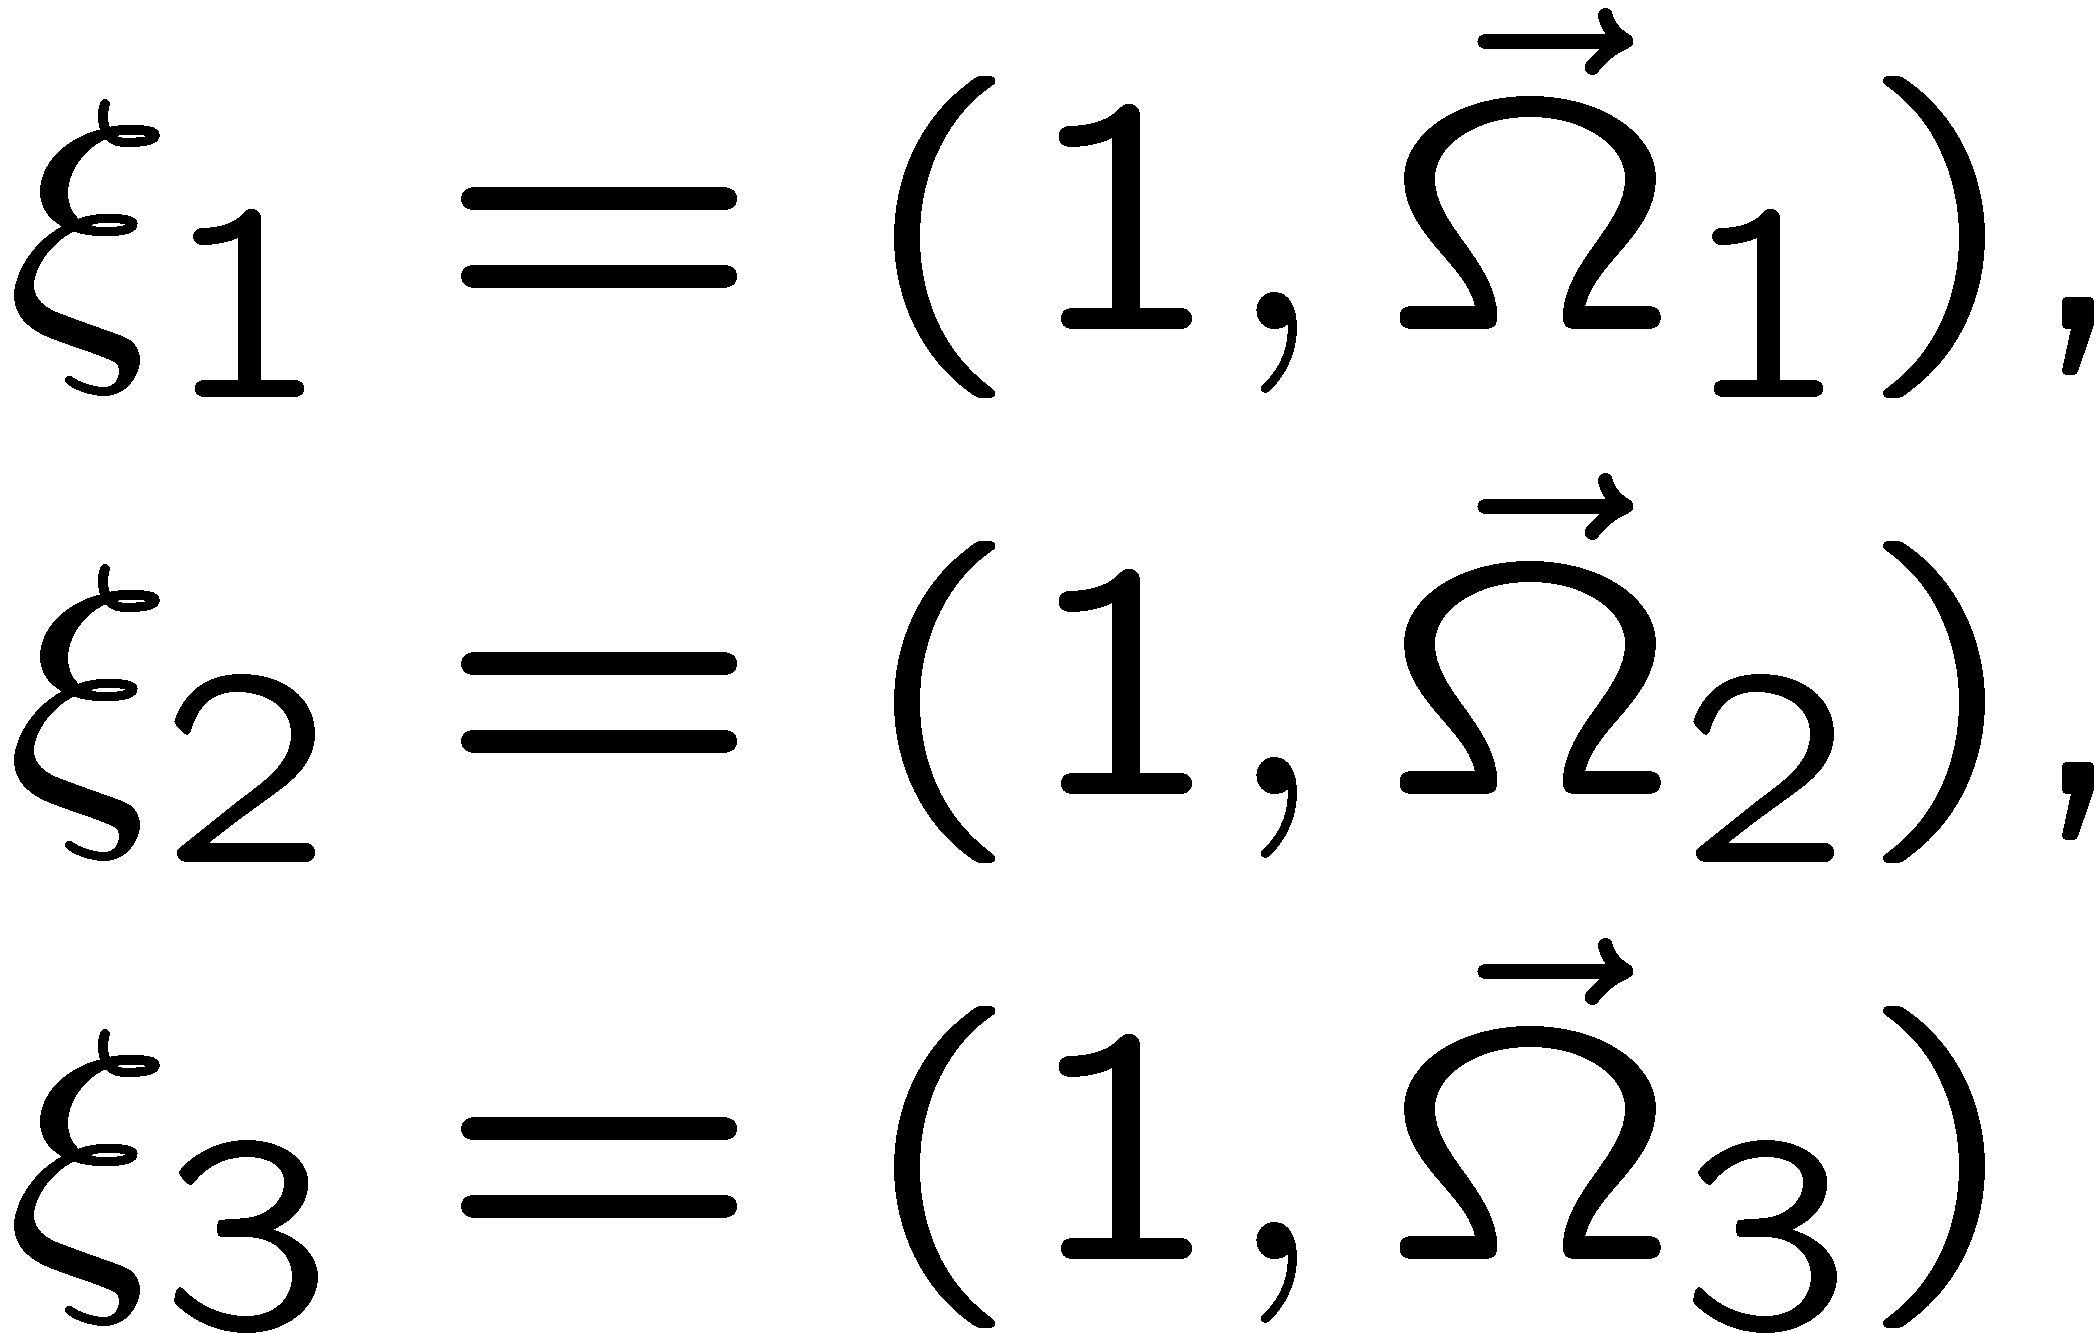 ξ₁ = (1, Ω⃗₁),
ξ₂ = (1, Ω⃗₂),
ξ₃ = (1, Ω⃗₃)